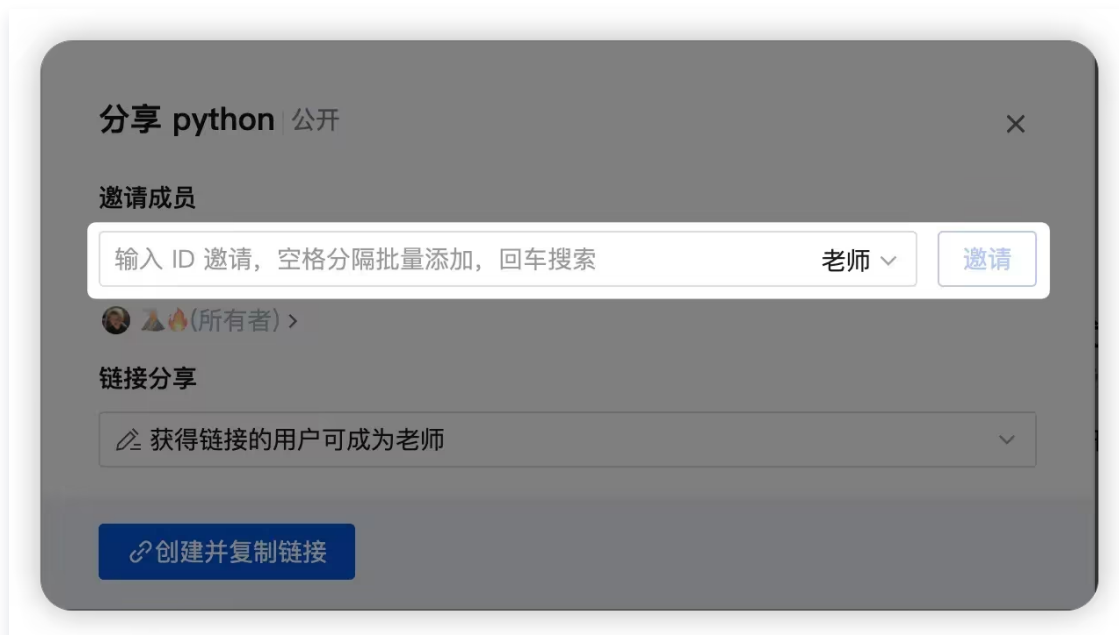 分享 python 公开
邀请成员
输入 ID 邀请，空格分隔批量添加，回车搜索 老师 邀请
🌋🔥(所有者)
链接分享
获得链接的用户可成为老师
创建并复制链接